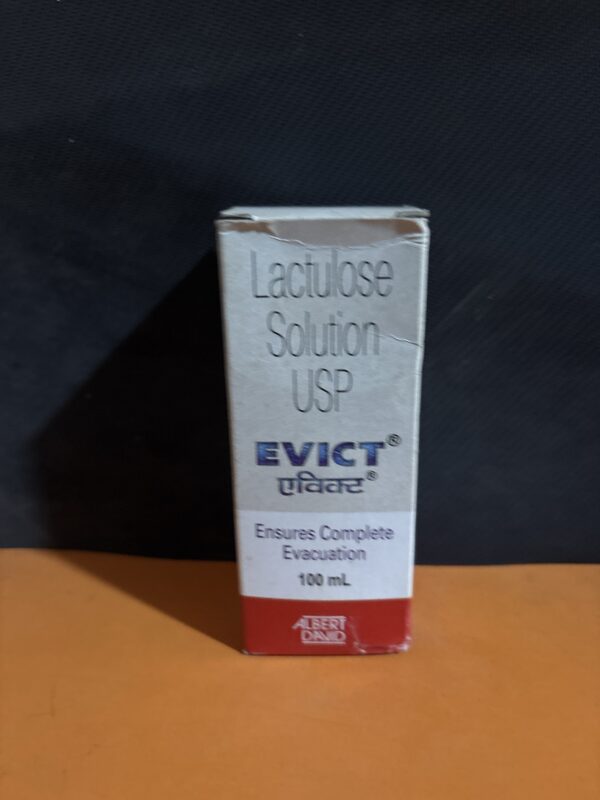 Lactulose
Solution
USP
EVICT®
एविक्ट®
Ensures Complete
Evacuation
100 mL
ALBERT
DAVID